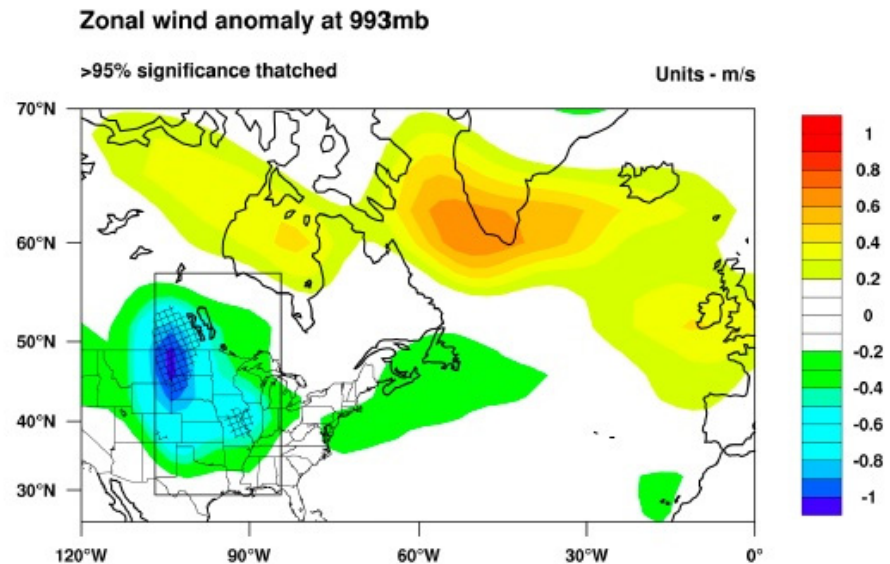 Zonal wind anomaly at 993mb
>95% significance thatched
Units - m/s
70°N
60°N
50°N
40°N
30°N
120°W
90°W
60°W
30°W
0°
1
0.8
0.6
0.4
0.2
0
-0.2
-0.4
-0.6
-0.8
-1